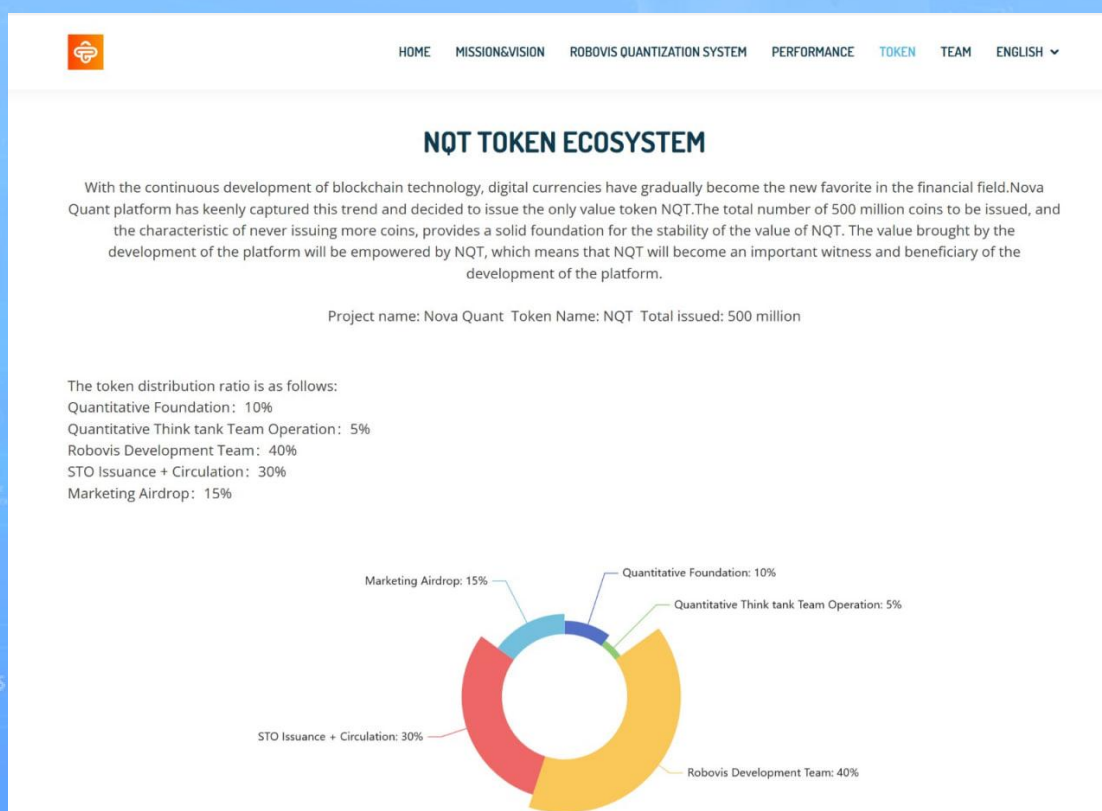 HOME MISSION&VISION ROBOVIS QUANTIZATION SYSTEM PERFORMANCE TOKEN TEAM ENGLISH
NQT TOKEN ECOSYSTEM
With the continuous development of blockchain technology, digital currencies have gradually become the new favorite in the financial field.Nova
Quant platform has keenly captured this trend and decided to issue the only value token NQT.The total number of 500 million coins to be issued, and
the characteristic of never issuing more coins, provides a solid foundation for the stability of the value of NQT. The value brought by the
development of the platform will be empowered by NQT, which means that NQT will become an important witness and beneficiary of the
development of the platform.
Project name: Nova Quant Token Name: NQT Total issued: 500 million
The token distribution ratio is as follows:
Quantitative Foundation：10%
Quantitative Think tank Team Operation：5%
Robovis Development Team：40%
STO Issuance + Circulation：30%
Marketing Airdrop：15%
Marketing Airdrop: 15%
Quantitative Foundation: 10%
Quantitative Think tank Team Operation: 5%
STO Issuance + Circulation: 30%
Robovis Development Team: 40%